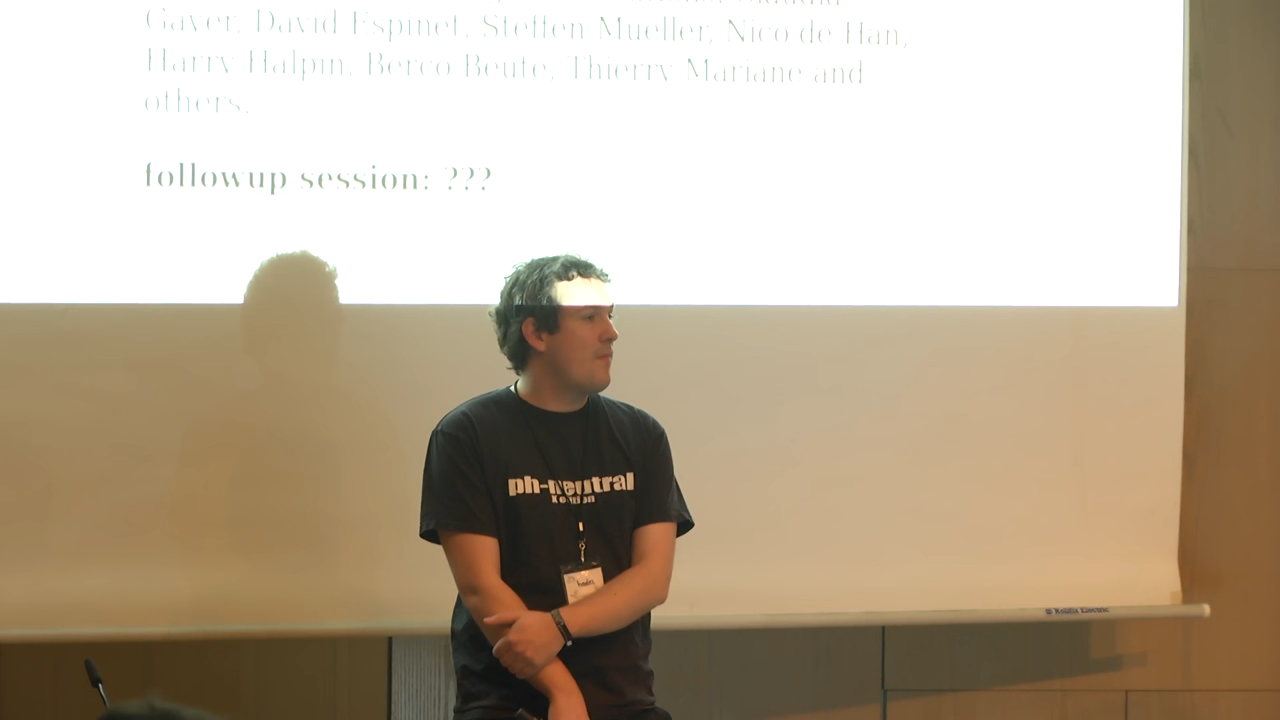 Gaver, David Espinet, Steffen Mueller, Nico de Han,
Harry Halpin, Berco Beute, Thierry Mariane and
others.
followup session: ???
ph-neutral